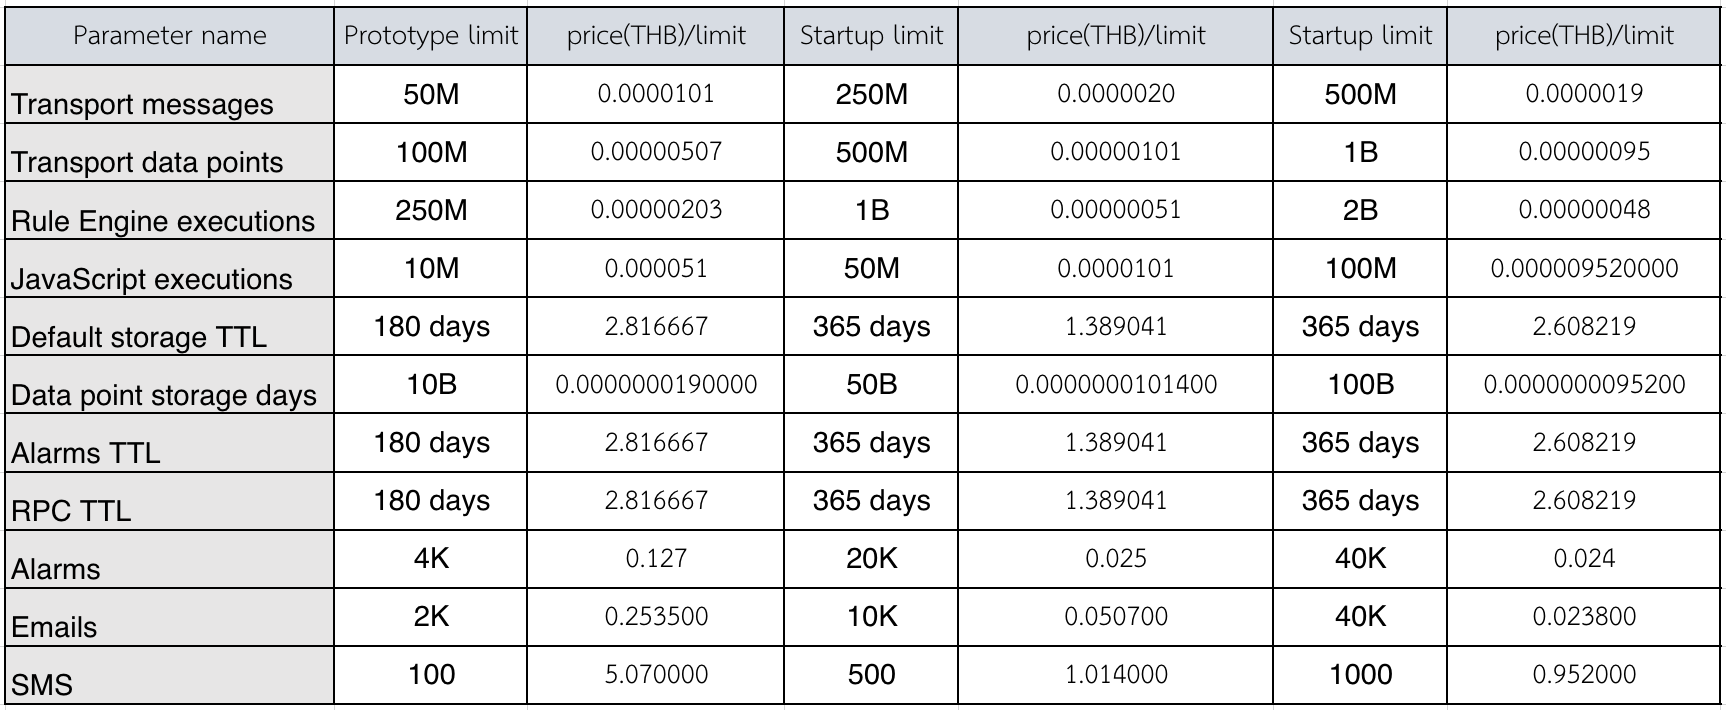 Parameter name Prototype limit price(THB)/limit Startup limit price(THB)/limit Startup limit price(THB)/limit
Transport messages 50M 0.0000101 250M 0.0000020 500M 0.0000019
Transport data points 100M 0.00000507 500M 0.00000101 1B 0.00000095
Rule Engine executions 250M 0.00000203 1B 0.00000051 2B 0.00000048
JavaScript executions 10M 0.000051 50M 0.0000101 100M 0.000009520000
Default storage TTL 180 days 2.816667 365 days 1.389041 365 days 2.608219
Data point storage days 10B 0.0000000190000 50B 0.0000000101400 100B 0.0000000095200
Alarms TTL 180 days 2.816667 365 days 1.389041 365 days 2.608219
RPC TTL 180 days 2.816667 365 days 1.389041 365 days 2.608219
Alarms 4K 0.127 20K 0.025 40K 0.024
Emails 2K 0.253500 10K 0.050700 40K 0.023800
SMS 100 5.070000 500 1.014000 1000 0.952000